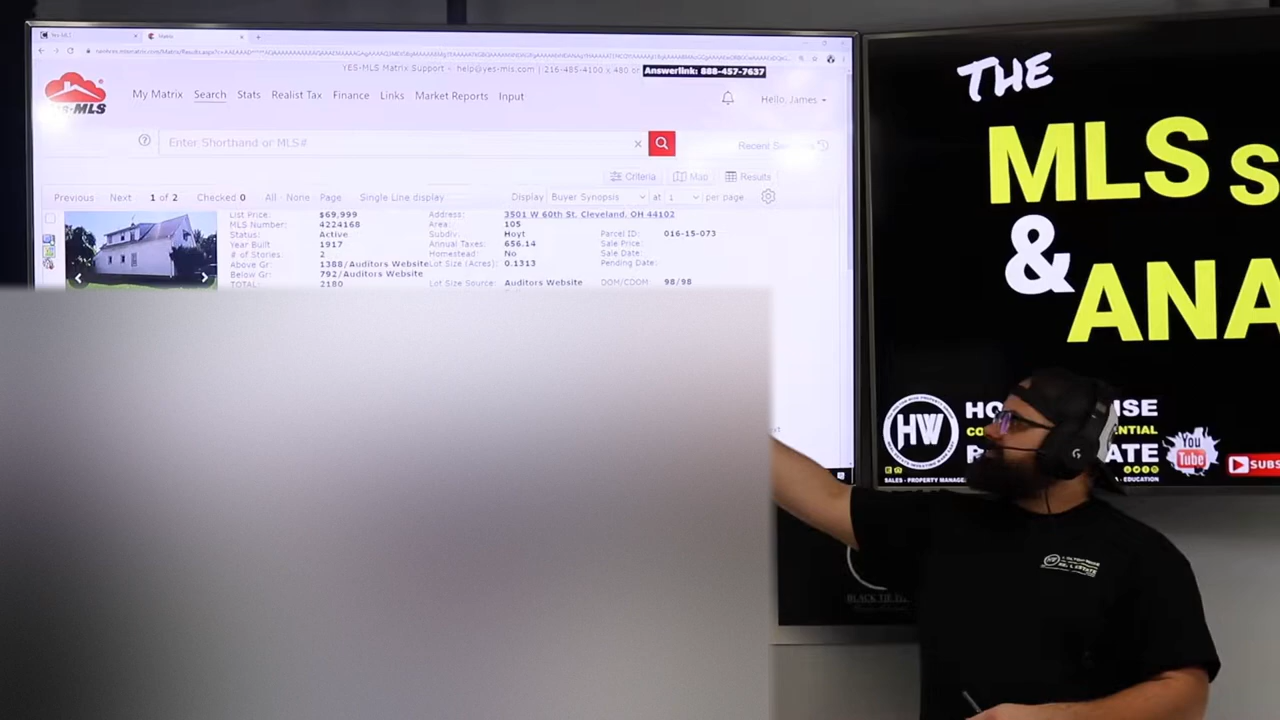 YES-MLS Matrix Support - help@yes-mls.com | 216-485-4100 x 480 or Answerlink: 888-457-7637
My Matrix Search Stats Realist Tax Finance Links Market Reports Input
Hello, James
Enter Shorthand or MLS#
Criteria Map Results
Previous Next 1 of 2 Checked 0 All None Page Single Line display Display Buyer Synopsis at 1 per page
List Price: $69,999 Address: 3501 W 60th St, Cleveland, OH 44102
MLS Number: 4224168 Area: 105
Status: Active Subdiv: Hoyt Parcel ID: 016-15-073
Year Built 1917 Annual Taxes: 656.14 Sale Price:
# of Stories: 2 Homestead: No Sale Date:
Above Gr: 1388/Auditors Website Lot Size (Acres): 0.1313 Pending Date:
Below Gr: 792/Auditors Website
TOTAL: 2180 Lot Size Source: Auditors Website DOM/CDOM 98/98
THE
MLS S
&
ANA
HW
You
Tube
SUBS
SALES - PROPERTY MANAGE
- EDUCATION